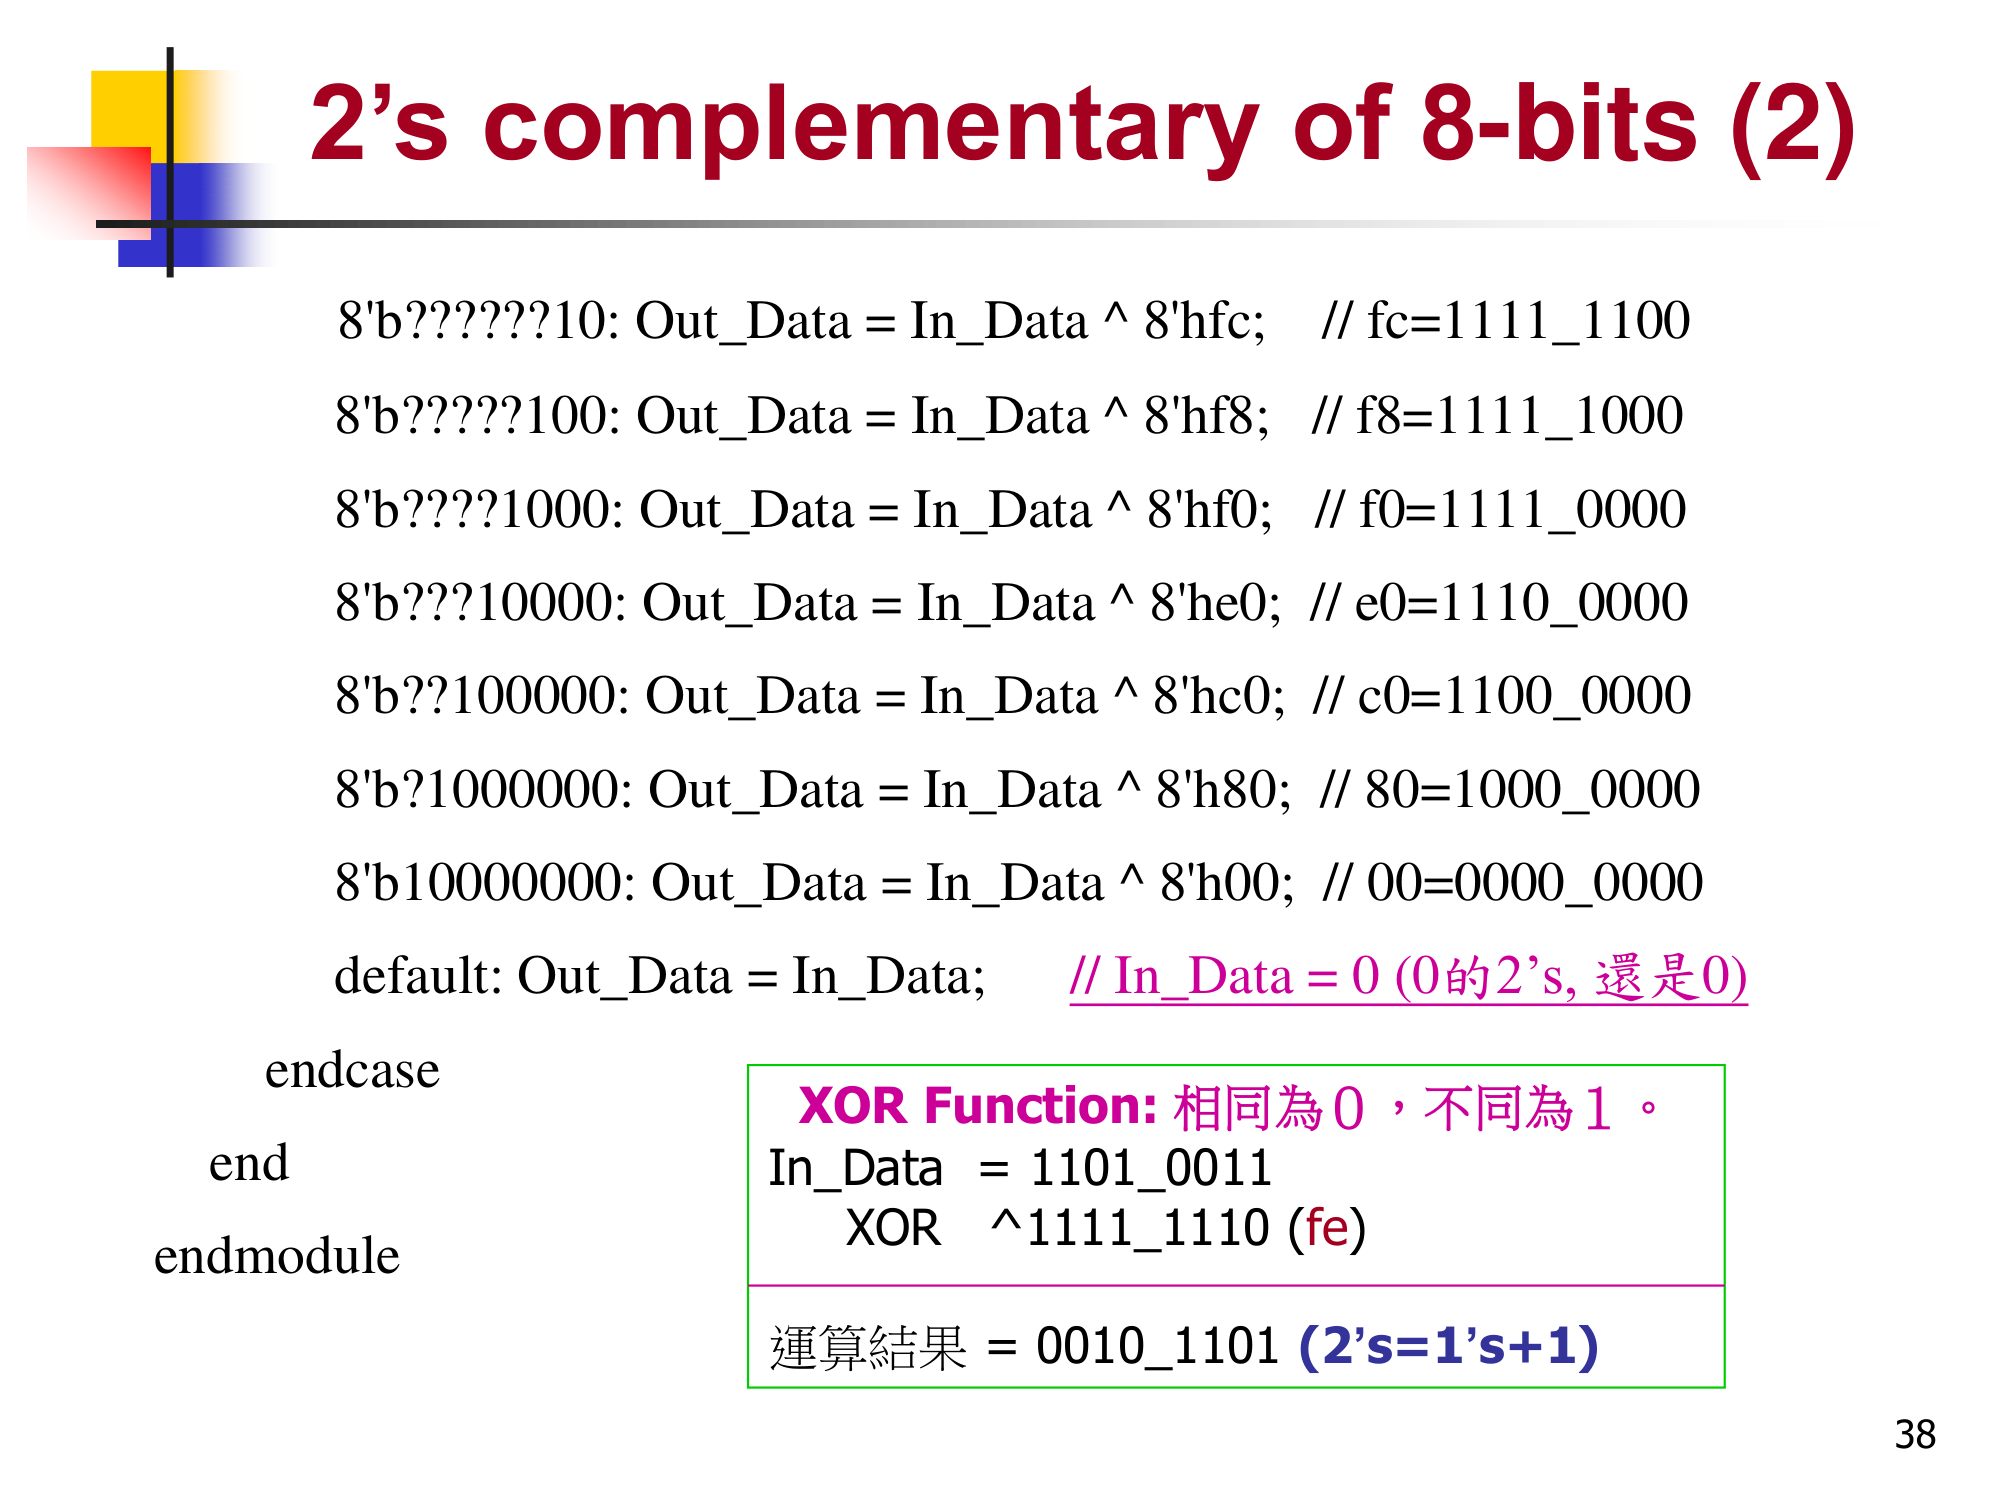 2’s complementary of 8-bits (2)
8'b??????10: Out_Data = In_Data ^ 8'hfc; // fc=1111_1100
8'b?????100: Out_Data = In_Data ^ 8'hf8; // f8=1111_1000
8'b????1000: Out_Data = In_Data ^ 8'hf0; // f0=1111_0000
8'b???10000: Out_Data = In_Data ^ 8'he0; // e0=1110_0000
8'b??100000: Out_Data = In_Data ^ 8'hc0; // c0=1100_0000
8'b?1000000: Out_Data = In_Data ^ 8'h80; // 80=1000_0000
8'b10000000: Out_Data = In_Data ^ 8'h00; // 00=0000_0000
default: Out_Data = In_Data; // In_Data = 0 (0的2’s, 還是0)
endcase
end
endmodule
XOR Function: 相同為０，不同為１。
In_Data = 1101_0011
XOR ^1111_1110 (fe)
運算結果 = 0010_1101 (2’s=1’s+1)
38